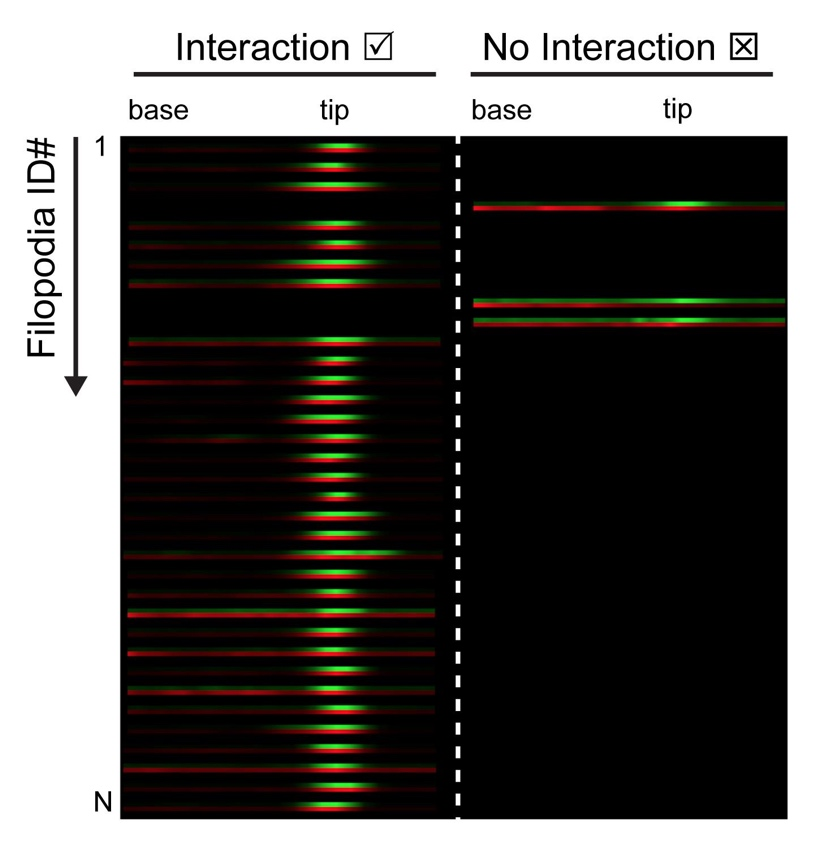 Interaction ☑ No Interaction ☒
base tip base tip
1
Filopodia ID#
N